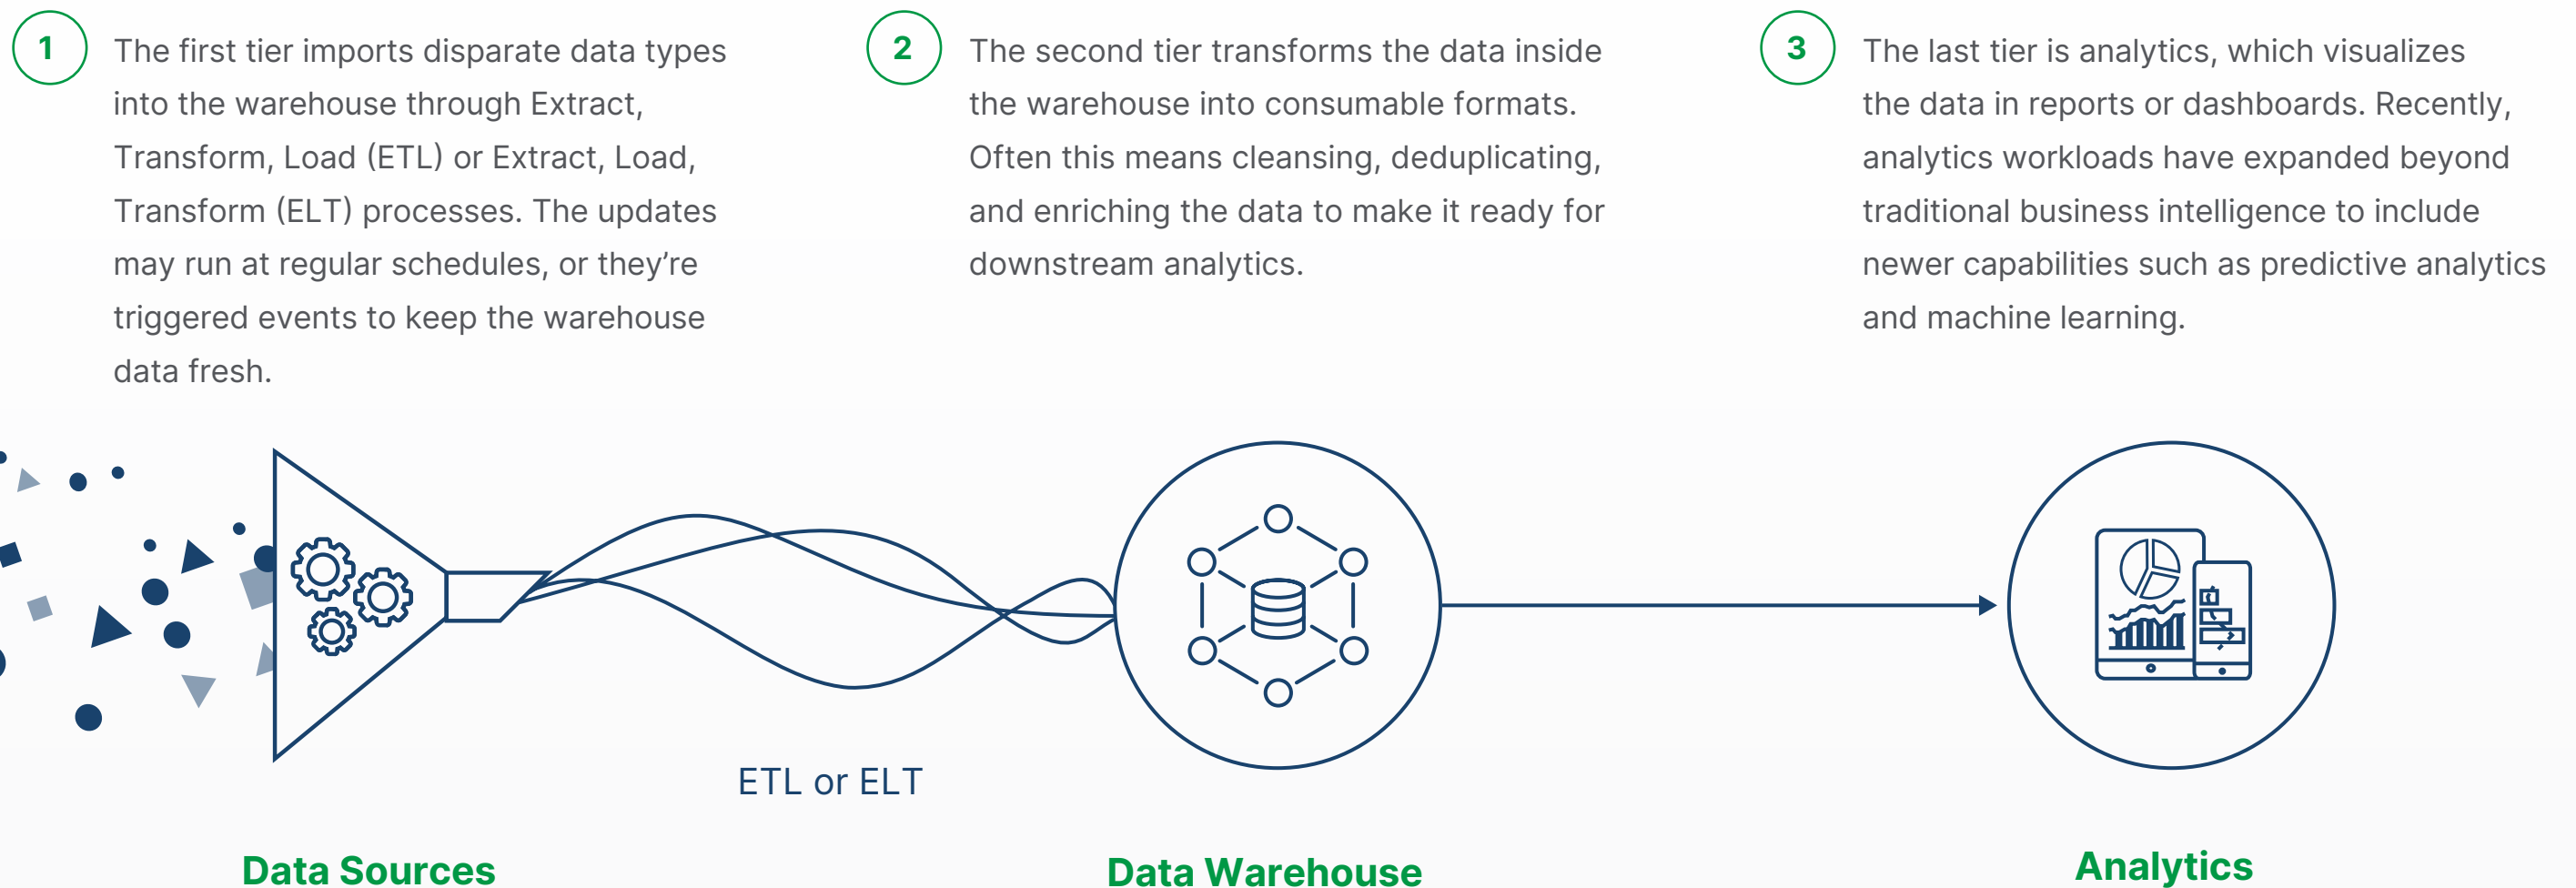 1
The first tier imports disparate data types
into the warehouse through Extract,
Transform, Load (ETL) or Extract, Load,
Transform (ELT) processes. The updates
may run at regular schedules, or they’re
triggered events to keep the warehouse
data fresh.
2
The second tier transforms the data inside
the warehouse into consumable formats.
Often this means cleansing, deduplicating,
and enriching the data to make it ready for
downstream analytics.
3
The last tier is analytics, which visualizes
the data in reports or dashboards. Recently,
analytics workloads have expanded beyond
traditional business intelligence to include
newer capabilities such as predictive analytics
and machine learning.
ETL or ELT
Data Sources
Data Warehouse
Analytics